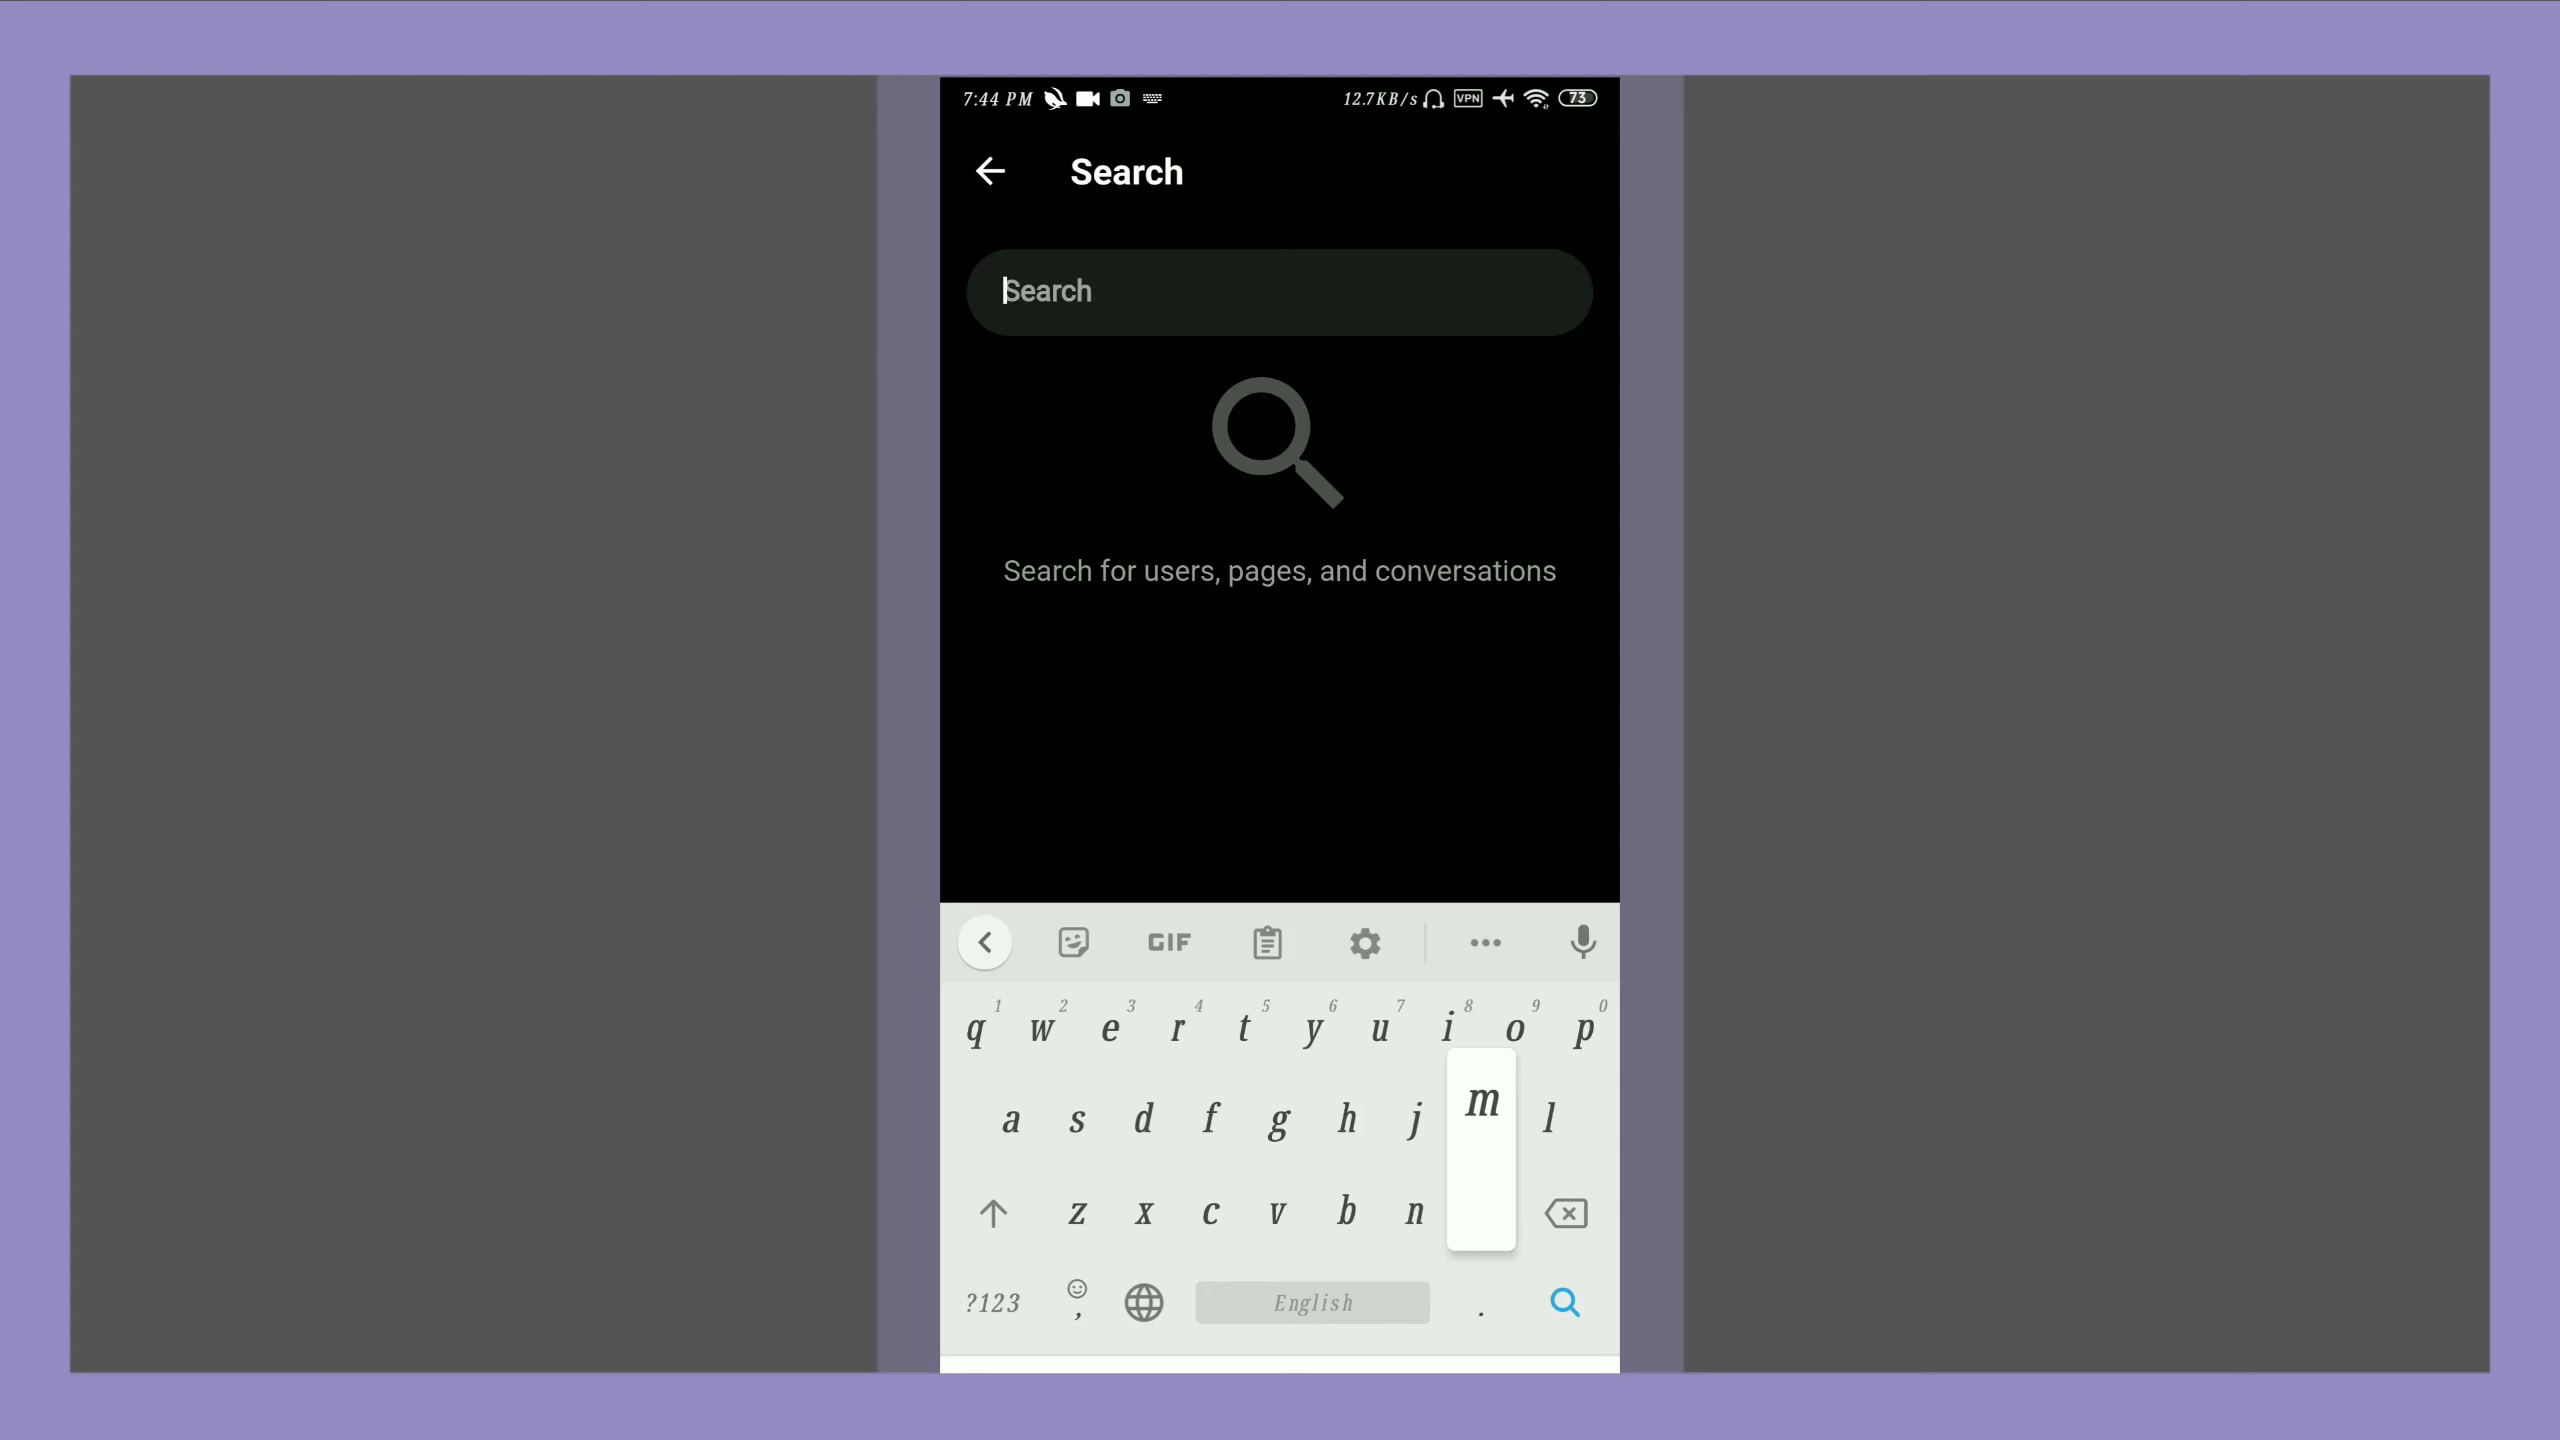 7:44 PM 12.7KB/s VPN 73
Search
Search
Search for users, pages, and conversations
GIF
1 2 3 4 5 6 7 8 9 0
q w e r t y u i o p
a s d f g h j m l
z x c v b n
?123 , English .